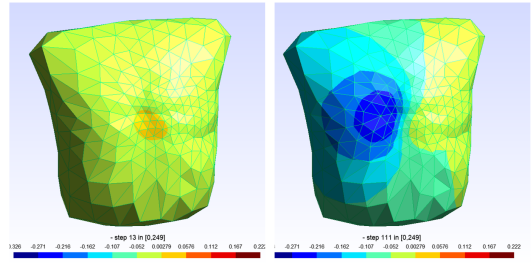 - step 13 in [0,249]
0.326 -0.271 -0.216 -0.162 -0.107 -0.052 0.00279 0.0576 0.112 0.167 0.222
- step 111 in [0,249]
-0.271 -0.216 -0.162 -0.107 -0.052 0.00279 0.0576 0.112 0.167 0.222